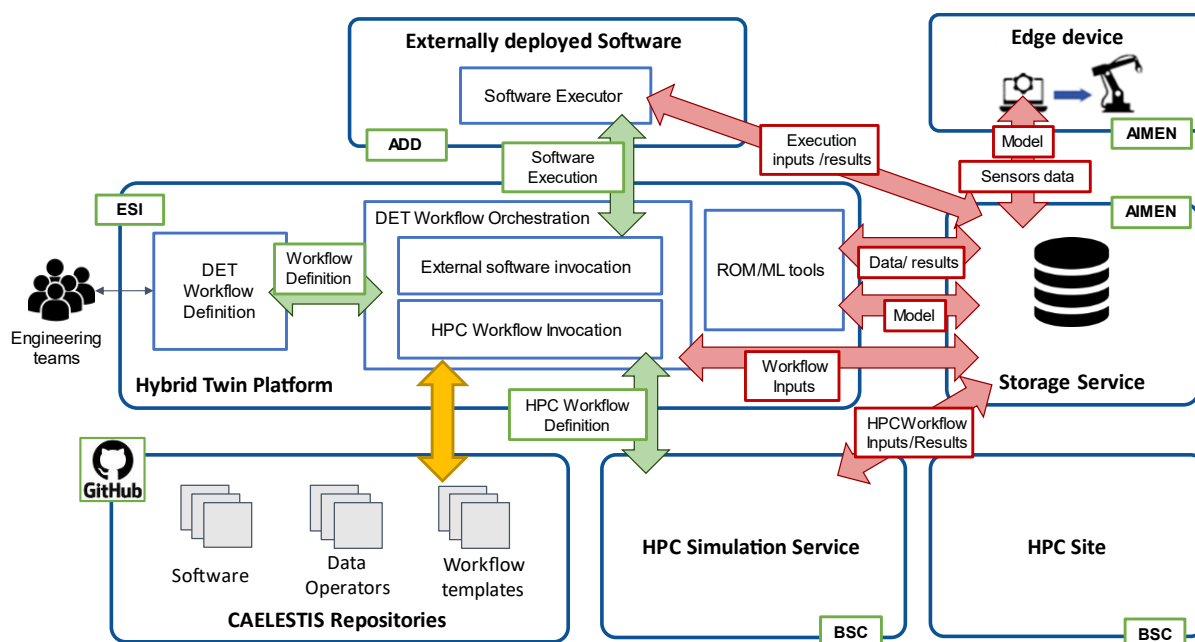 Externally deployed Software
Software Executor
ADD
Edge device
AIMEN
Model
Sensors data
Execution
inputs /results
Software
Execution
ESI
DET Workflow Orchestration
External software invocation
HPC Workflow Invocation
DET
Workflow
Definition
Workflow
Definition
ROM/ML tools
Engineering
teams
Hybrid Twin Platform
AIMEN
Data/ results
Model
Workflow
Inputs
Storage Service
HPC Workflow
Definition
HPCWorkflow
Inputs/Results
GitHub
Software
Data
Operators
Workflow
templates
CAELESTIS Repositories
HPC Simulation Service
BSC
HPC Site
BSC